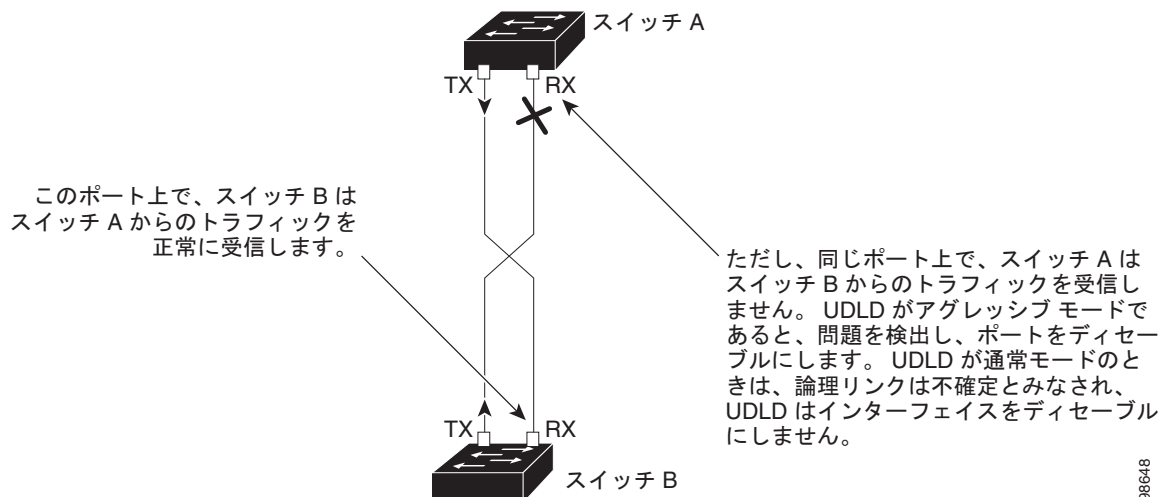 スイッチ A
TX
RX
このポート上で、スイッチ B は
スイッチ A からのトラフィックを
正常に受信します。
ただし、同じポート上で、スイッチ A は
スイッチ B からのトラフィックを受信し
ません。 UDLD がアグレッシブ モードで
あると、問題を検出し、ポートをディセー
ブルにします。 UDLD が通常モードのと
きは、論理リンクは不確定とみなされ、
UDLD はインターフェイスをディセーブル
にしません。
TX
RX
スイッチ B
98648